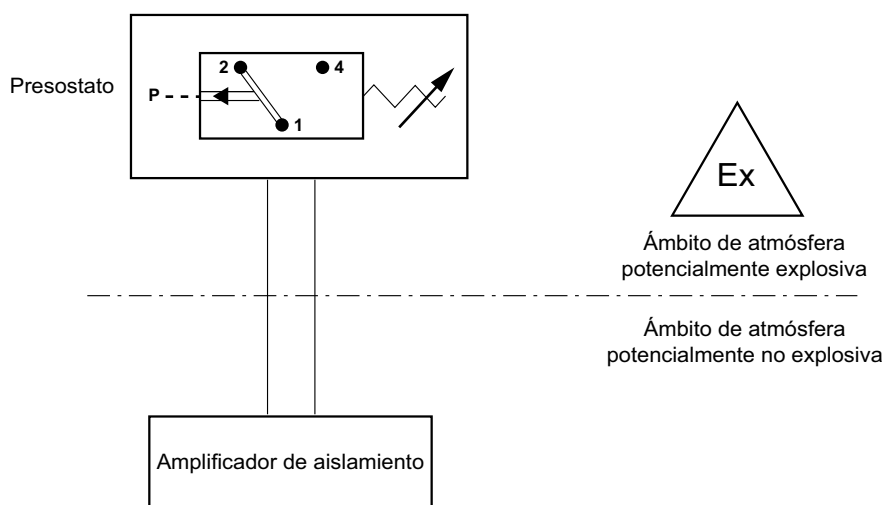 Presostato
2
4
P
1
Ex
Ámbito de atmósfera
potencialmente explosiva
Ámbito de atmósfera
potencialmente no explosiva
Amplificador de aislamiento